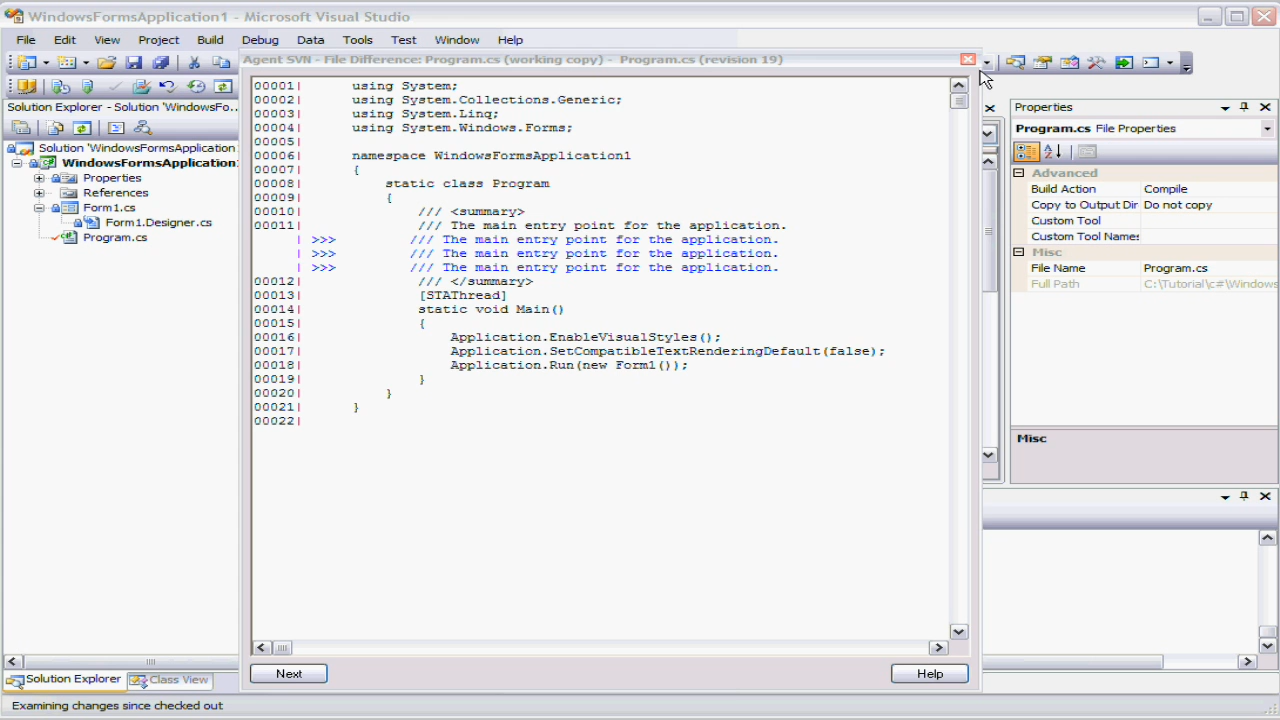 WindowsFormsApplication1 - Microsoft Visual Studio
File Edit View Project Build Debug Data Tools Test Window Help
Agent SVN - File Difference: Program.cs (working copy) - Program.cs (revision 19)
Solution Explorer - Solution 'WindowsFo...
Solution 'WindowsFormsApplication
WindowsFormsApplication
Properties
References
Form1.cs
Form1.Designer.cs
Program.cs
00001| using System;
00002| using System.Collections.Generic;
00003| using System.Linq;
00004| using System.Windows.Forms;
00005|
00006| namespace WindowsFormsApplication1
00007| {
00008| static class Program
00009| {
00010| /// <summary>
00011| /// The main entry point for the application.
| >>> /// The main entry point for the application.
| >>> /// The main entry point for the application.
| >>> /// The main entry point for the application.
00012| /// </summary>
00013| [STAThread]
00014| static void Main()
00015| {
00016| Application.EnableVisualStyles();
00017| Application.SetCompatibleTextRenderingDefault(false);
00018| Application.Run(new Form1());
00019| }
00020| }
00021| }
00022|
Next
Help
Properties
Program.cs File Properties
Advanced
Build Action Compile
Copy to Output Dir Do not copy
Custom Tool
Custom Tool Names
Misc
File Name Program.cs
Full Path C:\Tutorial\c#\Windows
Misc
Solution Explorer Class View
Examining changes since checked out